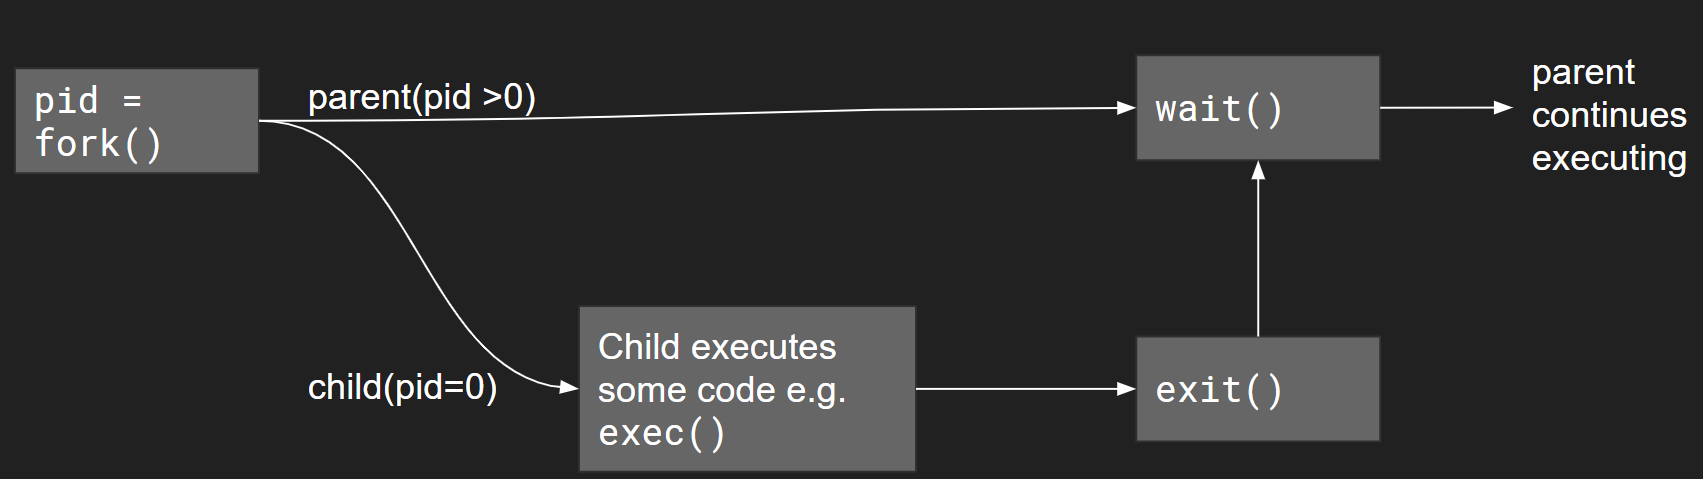 pid =
fork()
parent(pid >0)
wait()
parent
continues
executing
child(pid=0)
Child executes
some code e.g.
exec()
exit()